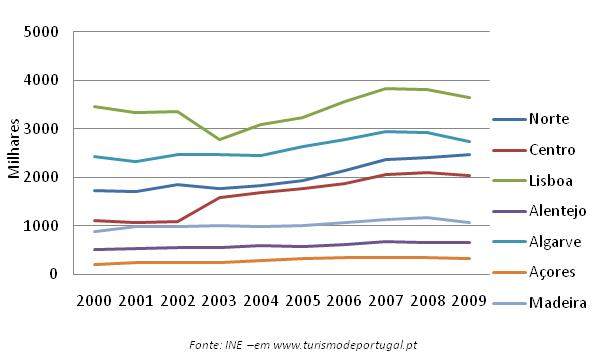 5000
4000
3000
2000
1000
0
Milhares
2000 2001 2002 2003 2004 2005 2006 2007 2008 2009
Norte
Centro
Lisboa
Alentejo
Algarve
Açores
Madeira
Fonte: INE –em www.turismodeportugal.pt